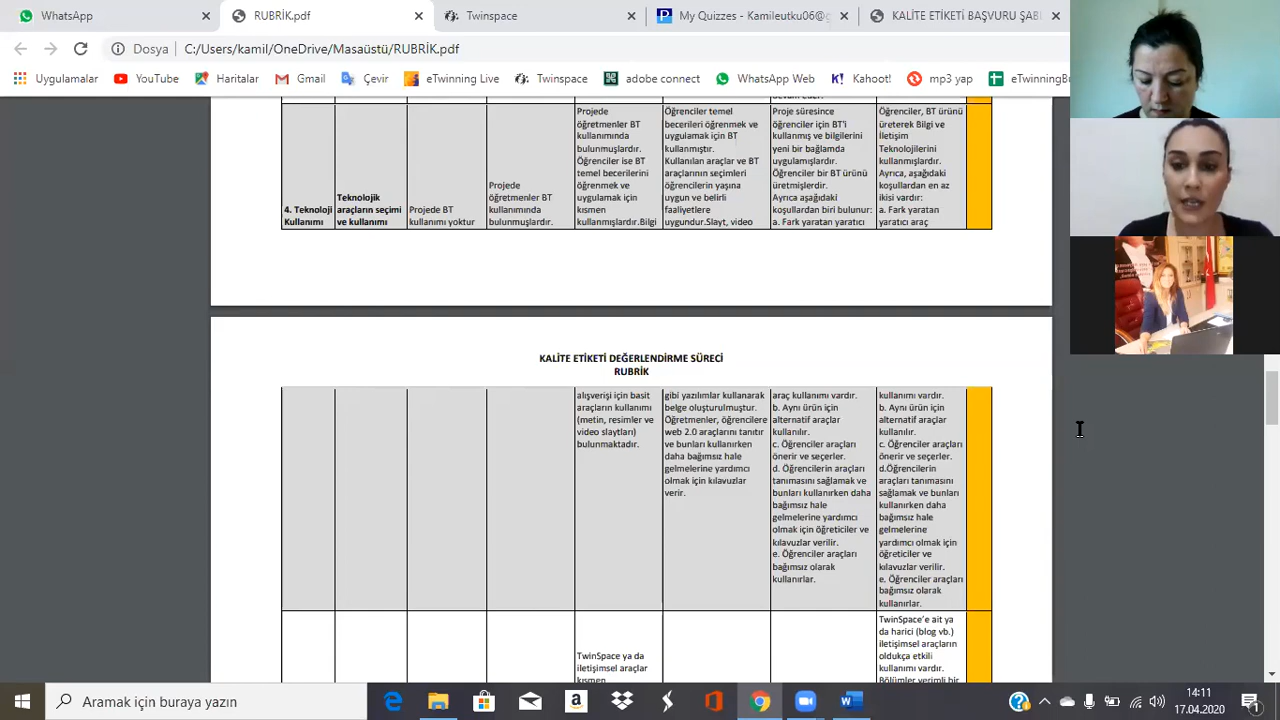 WhatsApp
RUBRİK.pdf
Twinspace
My Quizzes - Kamileutku06@g
KALİTE ETİKETİ BAŞVURU ŞABl
Dosya
C:/Users/kamil/OneDrive/Masaüstü/RUBRİK.pdf
Uygulamalar
YouTube
Haritalar
Gmail
Çevir
eTwinning Live
Twinspace
adobe connect
WhatsApp Web
Kahoot!
mp3 yap
eTwinningB
4. Teknoloji
Kullanımı
Teknolojik
araçların seçimi
ve kullanımı
Projede BT
kullanımı yoktur
Projede
öğretmenler BT
kullanımında
bulunmuşlardır.
Projede
öğretmenler BT
kullanımında
bulunmuşlardır.
Öğrenciler ise BT
temel becerilerini
öğrenmek ve
uygulamak için
kısmen
kullanmışlardır.Bilgi
Öğrenciler temel
becerileri öğrenmek ve
uygulamak için BT
kullanmıştır.
Kullanılan araçlar ve BT
araçlarının seçimleri
öğrencilerin yaşına
uygun ve belirli
faaliyetlere
uygundur.Slayt, video
Proje süresince
öğrenciler için BT'i
kullanmış ve bilgilerini
yeni bir bağlamda
uygulamışlardır.
Öğrenciler bir BT ürünü
üretmişlerdir.
Ayrıca aşağıdaki
koşullardan biri bulunur:
a. Fark yaratan yaratıcı
Öğrenciler, BT ürünü
üreterek Bilgi ve
İletişim
Teknolojilerini
kullanmışlardır.
Ayrıca, aşağıdaki
koşullardan en az
ikisi vardır:
a. Fark yaratan
yaratıcı araç
KALİTE ETİKETİ DEĞERLENDİRME SÜRECİ
RUBRİK
alışverişi için basit
araçların kullanımı
(metin, resimler ve
video slaytları)
bulunmaktadır.
gibi yazılımlar kullanarak
belge oluşturulmuştur.
Öğretmenler, öğrencilere
web 2.0 araçlarını tanıtır
ve bunları kullanırken
daha bağımsız hale
gelmelerine yardımcı
olmak için kılavuzlar
verir.
araç kullanımı vardır.
b. Aynı ürün için
alternatif araçlar
kullanılır.
c. Öğrenciler araçları
önerir ve seçerler.
d. Öğrencilerin araçları
tanımasını sağlamak ve
bunları kullanırken daha
bağımsız hale
gelmelerine yardımcı
olmak için öğreticiler ve
kılavuzlar verilir.
e. Öğrenciler araçları
bağımsız olarak
kullanırlar.
kullanımı vardır.
b. Aynı ürün için
alternatif araçlar
kullanılır.
c. Öğrenciler araçları
önerir ve seçerler.
d.Öğrencilerin
araçları tanımasını
sağlamak ve bunları
kullanırken daha
bağımsız hale
gelmelerine
yardımcı olmak için
öğreticiler ve
kılavuzlar verilir.
e. Öğrenciler araçları
bağımsız olarak
kullanırlar.
TwinSpace ya da
iletişimsel araçlar
kısmen
TwinSpace'e ait ya
da harici (blog vb.)
iletişimsel araçların
oldukça etkili
kullanımı vardır.
Bölümler verimli bir
Aramak için buraya yazın
14:11
17.04.2020